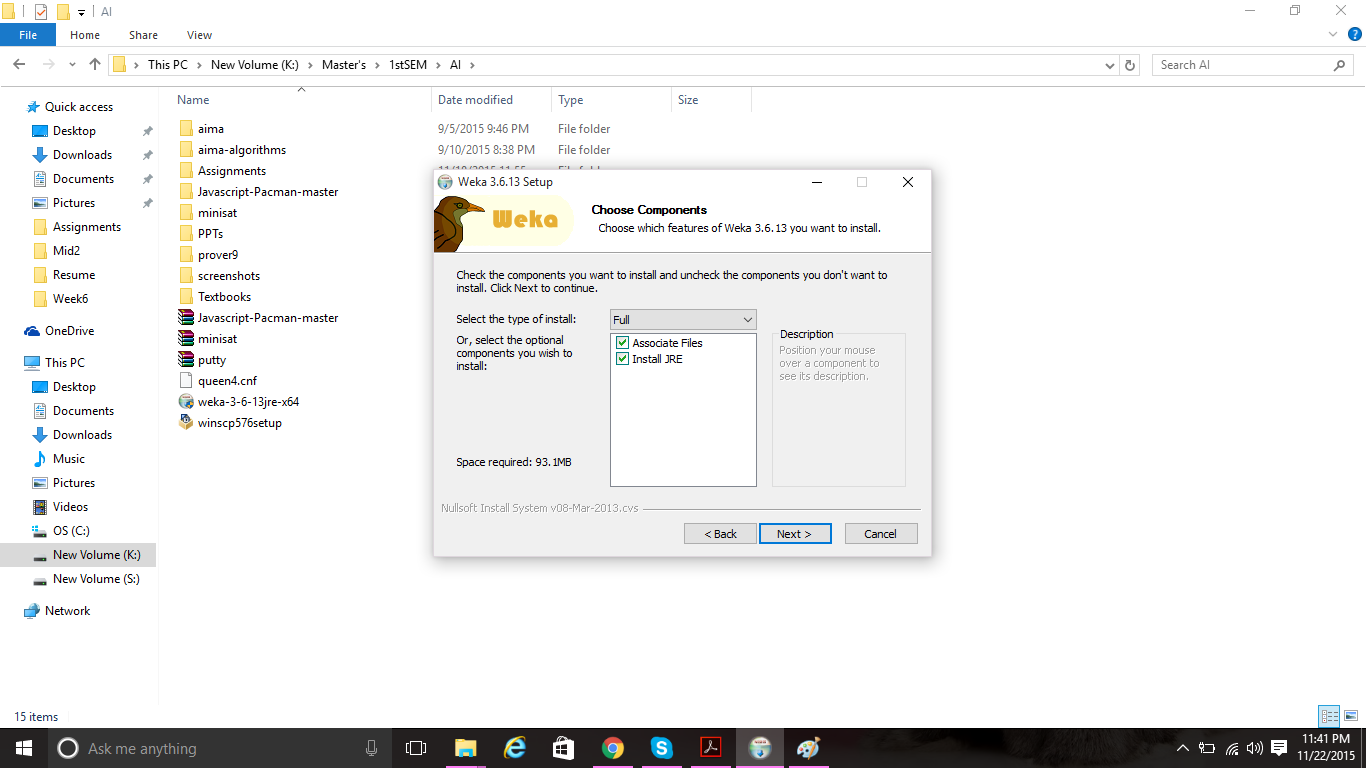 AI
File Home Share View
This PC New Volume (K:) Master's 1stSEM AI
Search AI
Quick access
Desktop
Downloads
Documents
Pictures
Assignments
Mid2
Resume
Week6
OneDrive
This PC
Desktop
Documents
Downloads
Music
Pictures
Videos
OS (C:)
New Volume (K:)
New Volume (S:)
Network
Name Date modified Type Size
aima 9/5/2015 9:46 PM File folder
aima-algorithms 9/10/2015 8:38 PM File folder
Assignments
Javascript-Pacman-master
minisat
PPTs
prover9
screenshots
Textbooks
Javascript-Pacman-master
minisat
putty
queen4.cnf
weka-3-6-13jre-x64
winscp576setup
Weka 3.6.13 Setup
Weka
Choose Components
Choose which features of Weka 3.6.13 you want to install.
Check the components you want to install and uncheck the components you don't want to
install. Click Next to continue.
Select the type of install:
Full
Or, select the optional
components you wish to
install:
Associate Files
Install JRE
Description
Position your mouse
over a component to
see its description.
Space required: 93.1MB
Nullsoft Install System v08-Mar-2013.cvs
< Back Next > Cancel
15 items
Ask me anything
11:41 PM
11/22/2015